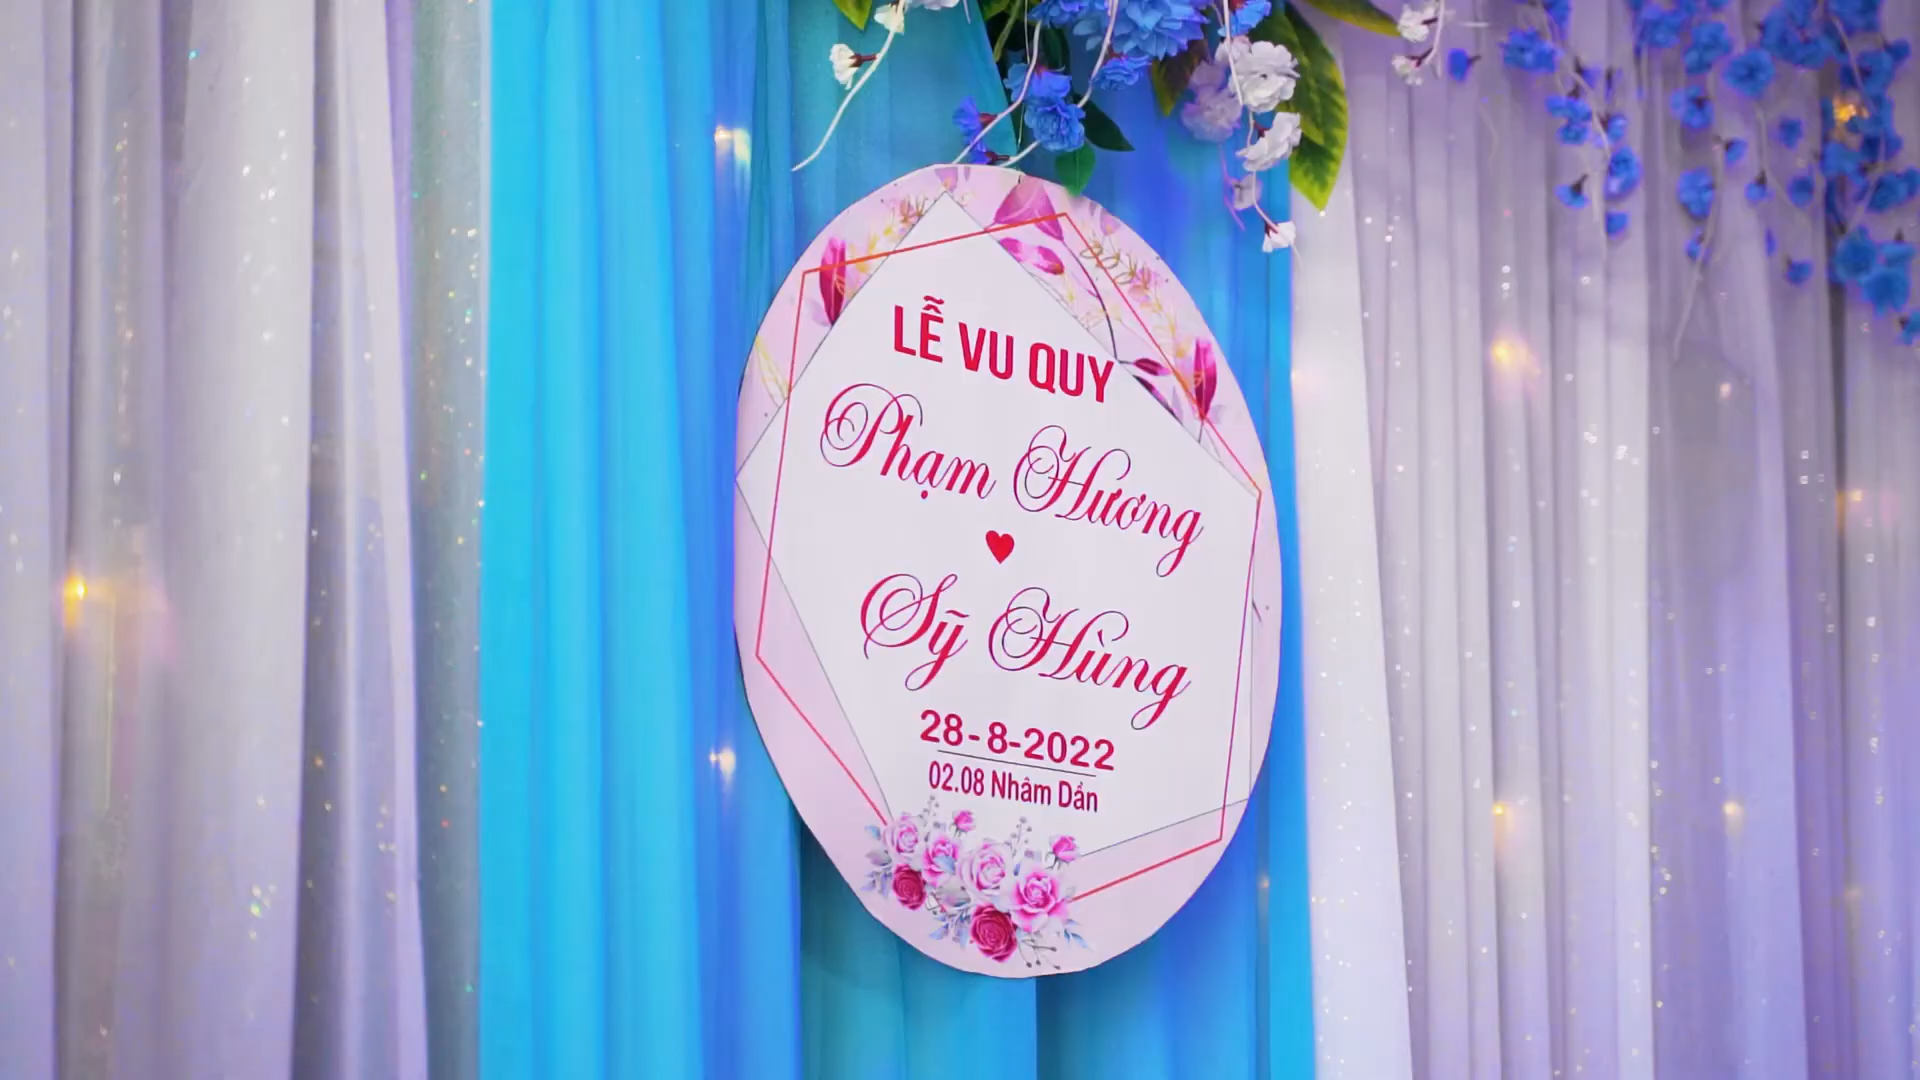 LỄ VU QUY
Phạm Hương
Sỹ Hùng
28-8-2022
02.08 Nhâm Dần